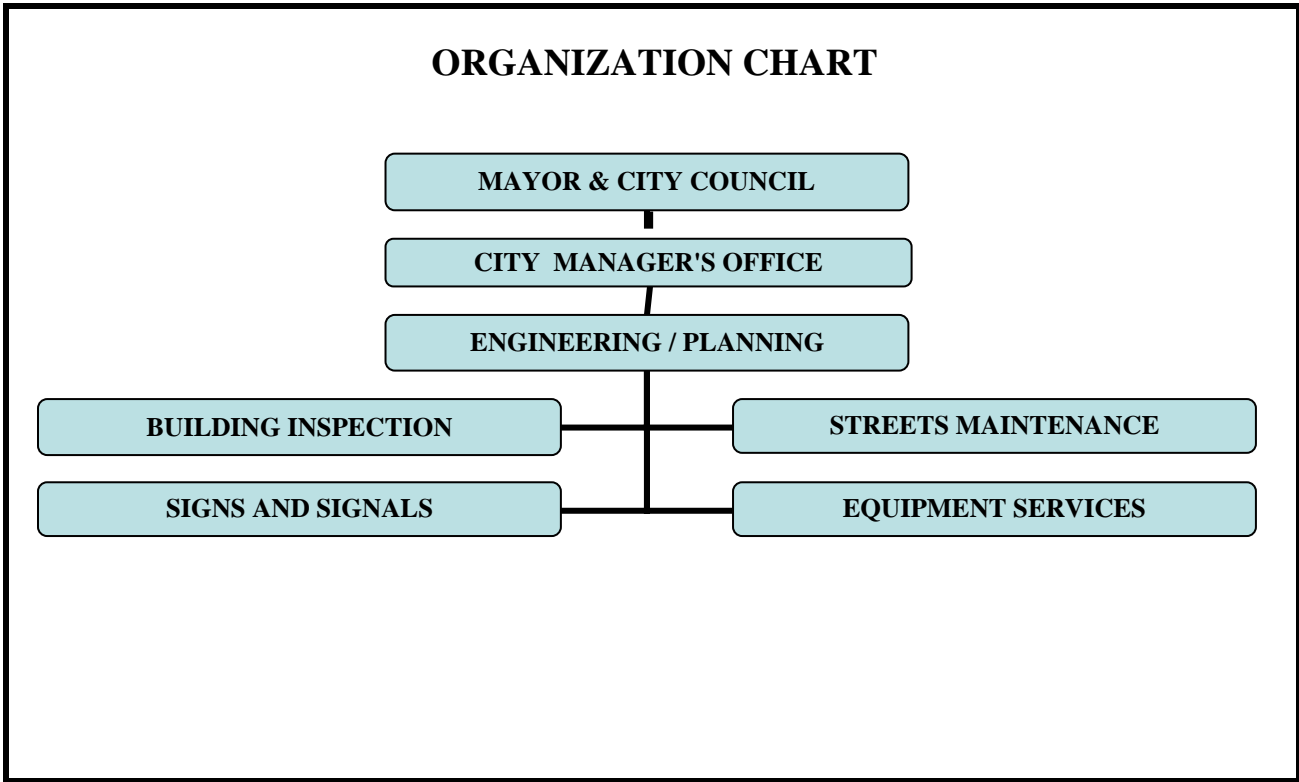 ORGANIZATION CHART
MAYOR & CITY COUNCIL
CITY  MANAGER'S OFFICE
ENGINEERING / PLANNING
BUILDING INSPECTION
STREETS MAINTENANCE
SIGNS AND SIGNALS
EQUIPMENT SERVICES